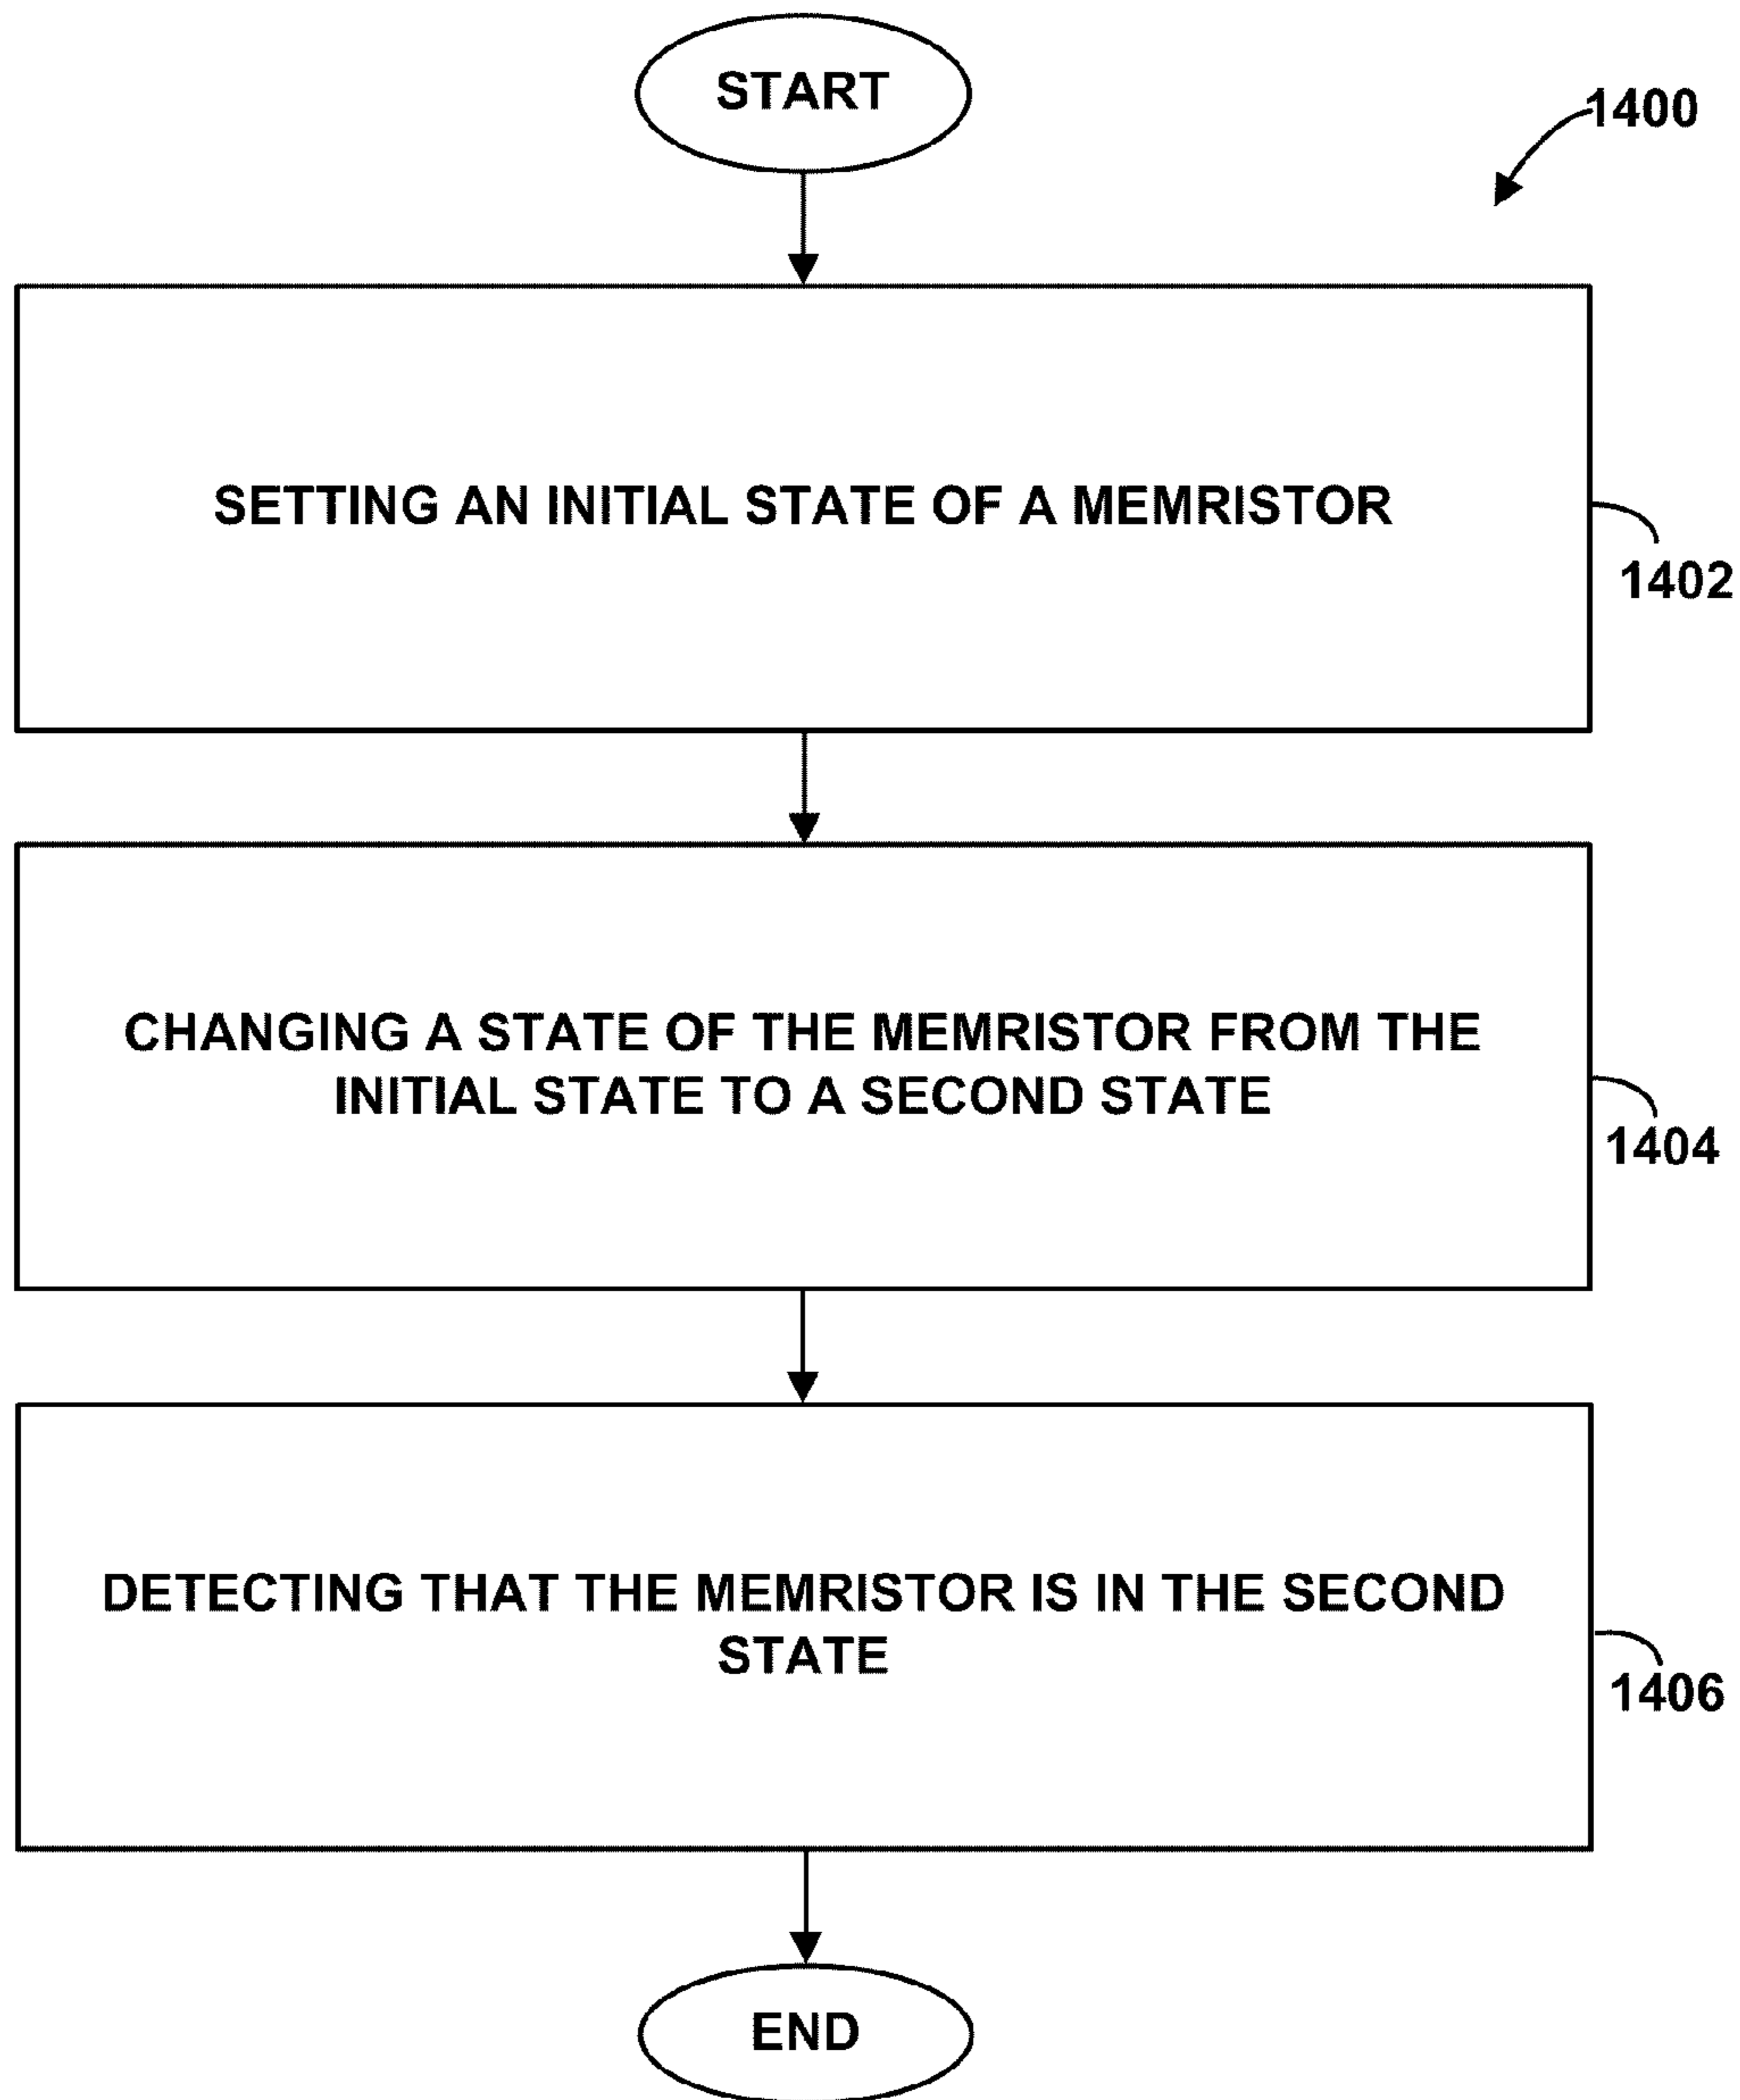 START
1400
SETTING AN INITIAL STATE OF A MEMRISTOR
1402
CHANGING A STATE OF THE MEMRISTOR FROM THE
INITIAL STATE TO A SECOND STATE
1404
DETECTING THAT THE MEMRISTOR IS IN THE SECOND
STATE
1406
END